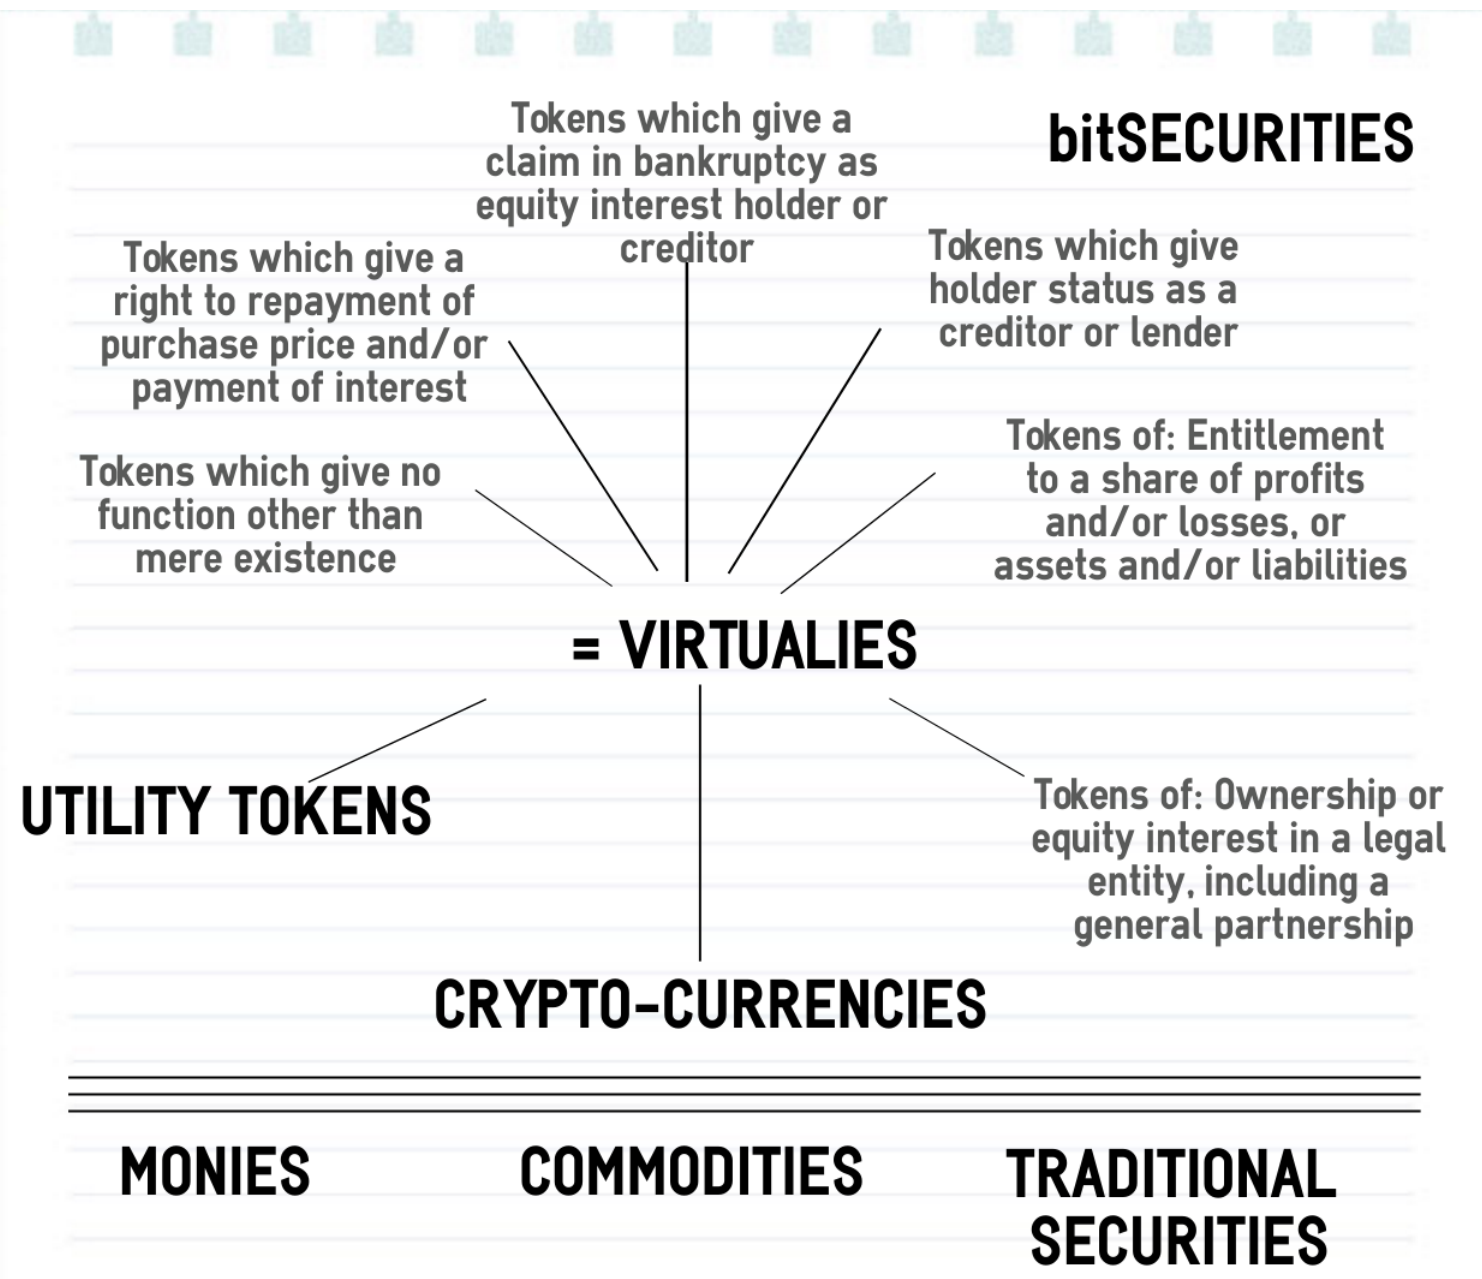 Tokens which give a
claim in bankruptcy as
equity interest holder or
creditor
bitSECURITIES
Tokens which give a
right to repayment of
purchase price and/or
payment of interest
Tokens which give
holder status as a
creditor or lender
Tokens which give no
function other than
mere existence
Tokens of: Entitlement
to a share of profits
and/or losses, or
assets and/or liabilities
= VIRTUALIES
UTILITY TOKENS
Tokens of: Ownership or
equity interest in a legal
entity, including a
general partnership
CRYPTO-CURRENCIES
MONIES
COMMODITIES
TRADITIONAL
SECURITIES